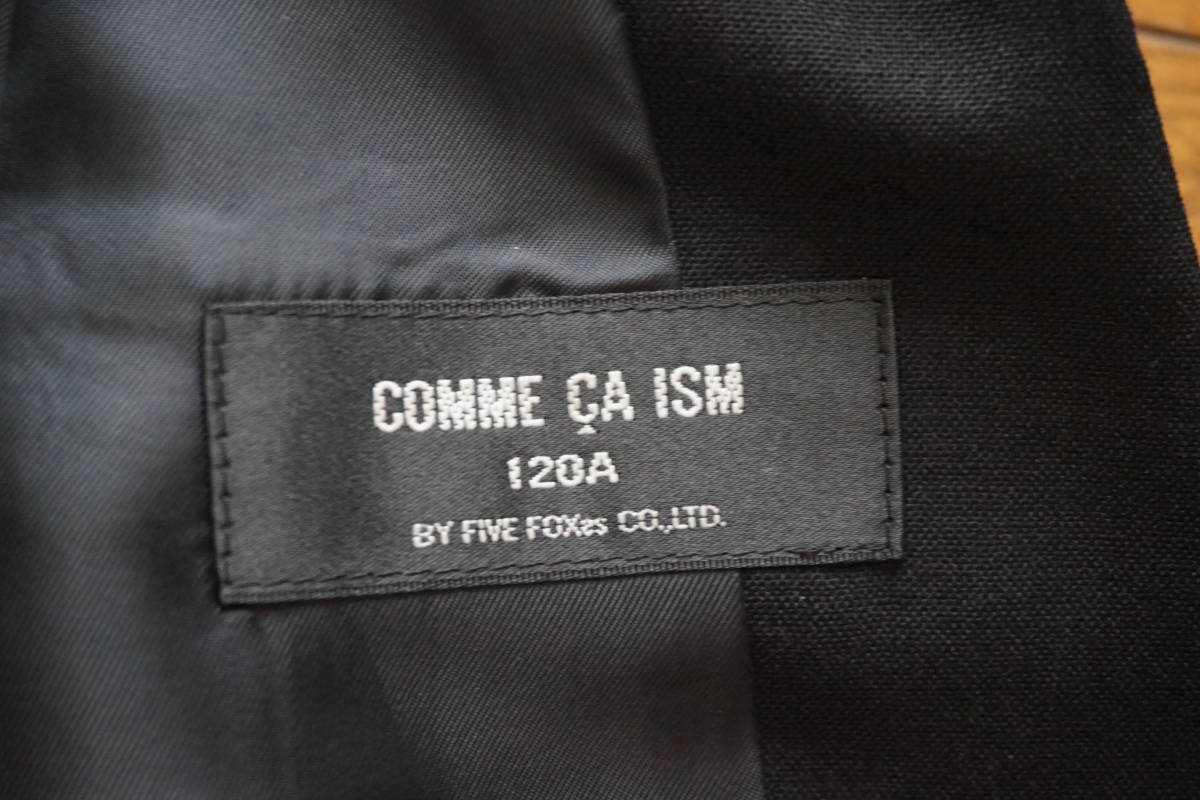 COMME ÇA ISM
120A
BY FIVE FOXes CO.,LTD.